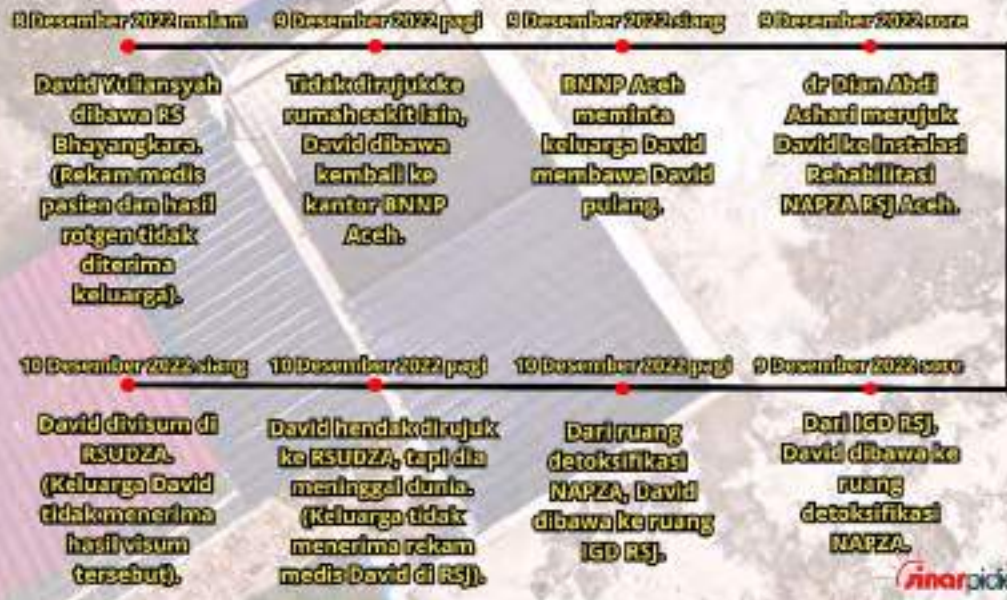 8 Desember 2022 malam
David Yuliansyah
dibawa RS
Bhayangkara.
(Rekam medis
pasien dan hasil
rotgen tidak
diterima
keluarga).
9 Desember 2022 pagi
Tidak dirujuk ke
rumah sakit lain,
David dibawa
kembali ke
kantor BNNP
Aceh.
9 Desember 2022 siang
BNNP Aceh
meminta
keluarga David
membawa David
pulang.
9 Desember 2022 sore
dr Dian Abdi
Ashari merujuk
David ke Instalasi
Rehabilitasi
NAPZA RSJ Aceh.
9 Desember 2022 sore
Dari IGD RSJ,
David dibawa ke
ruang
detoksifikasi
NAPZA.
10 Desember 2022 pagi
Dari ruang
detoksifikasi
NAPZA, David
dibawa ke ruang
IGD RSJ.
10 Desember 2022 pagi
David hendak dirujuk
ke RSUDZA, tapi dia
meninggal dunia.
(Keluarga tidak
menerima rekam
medis David di RSJ).
10 Desember 2022 siang
David divisum di
RSUDZA.
(Keluarga David
tidak menerima
hasil visum
tersebut).
sinarpidie